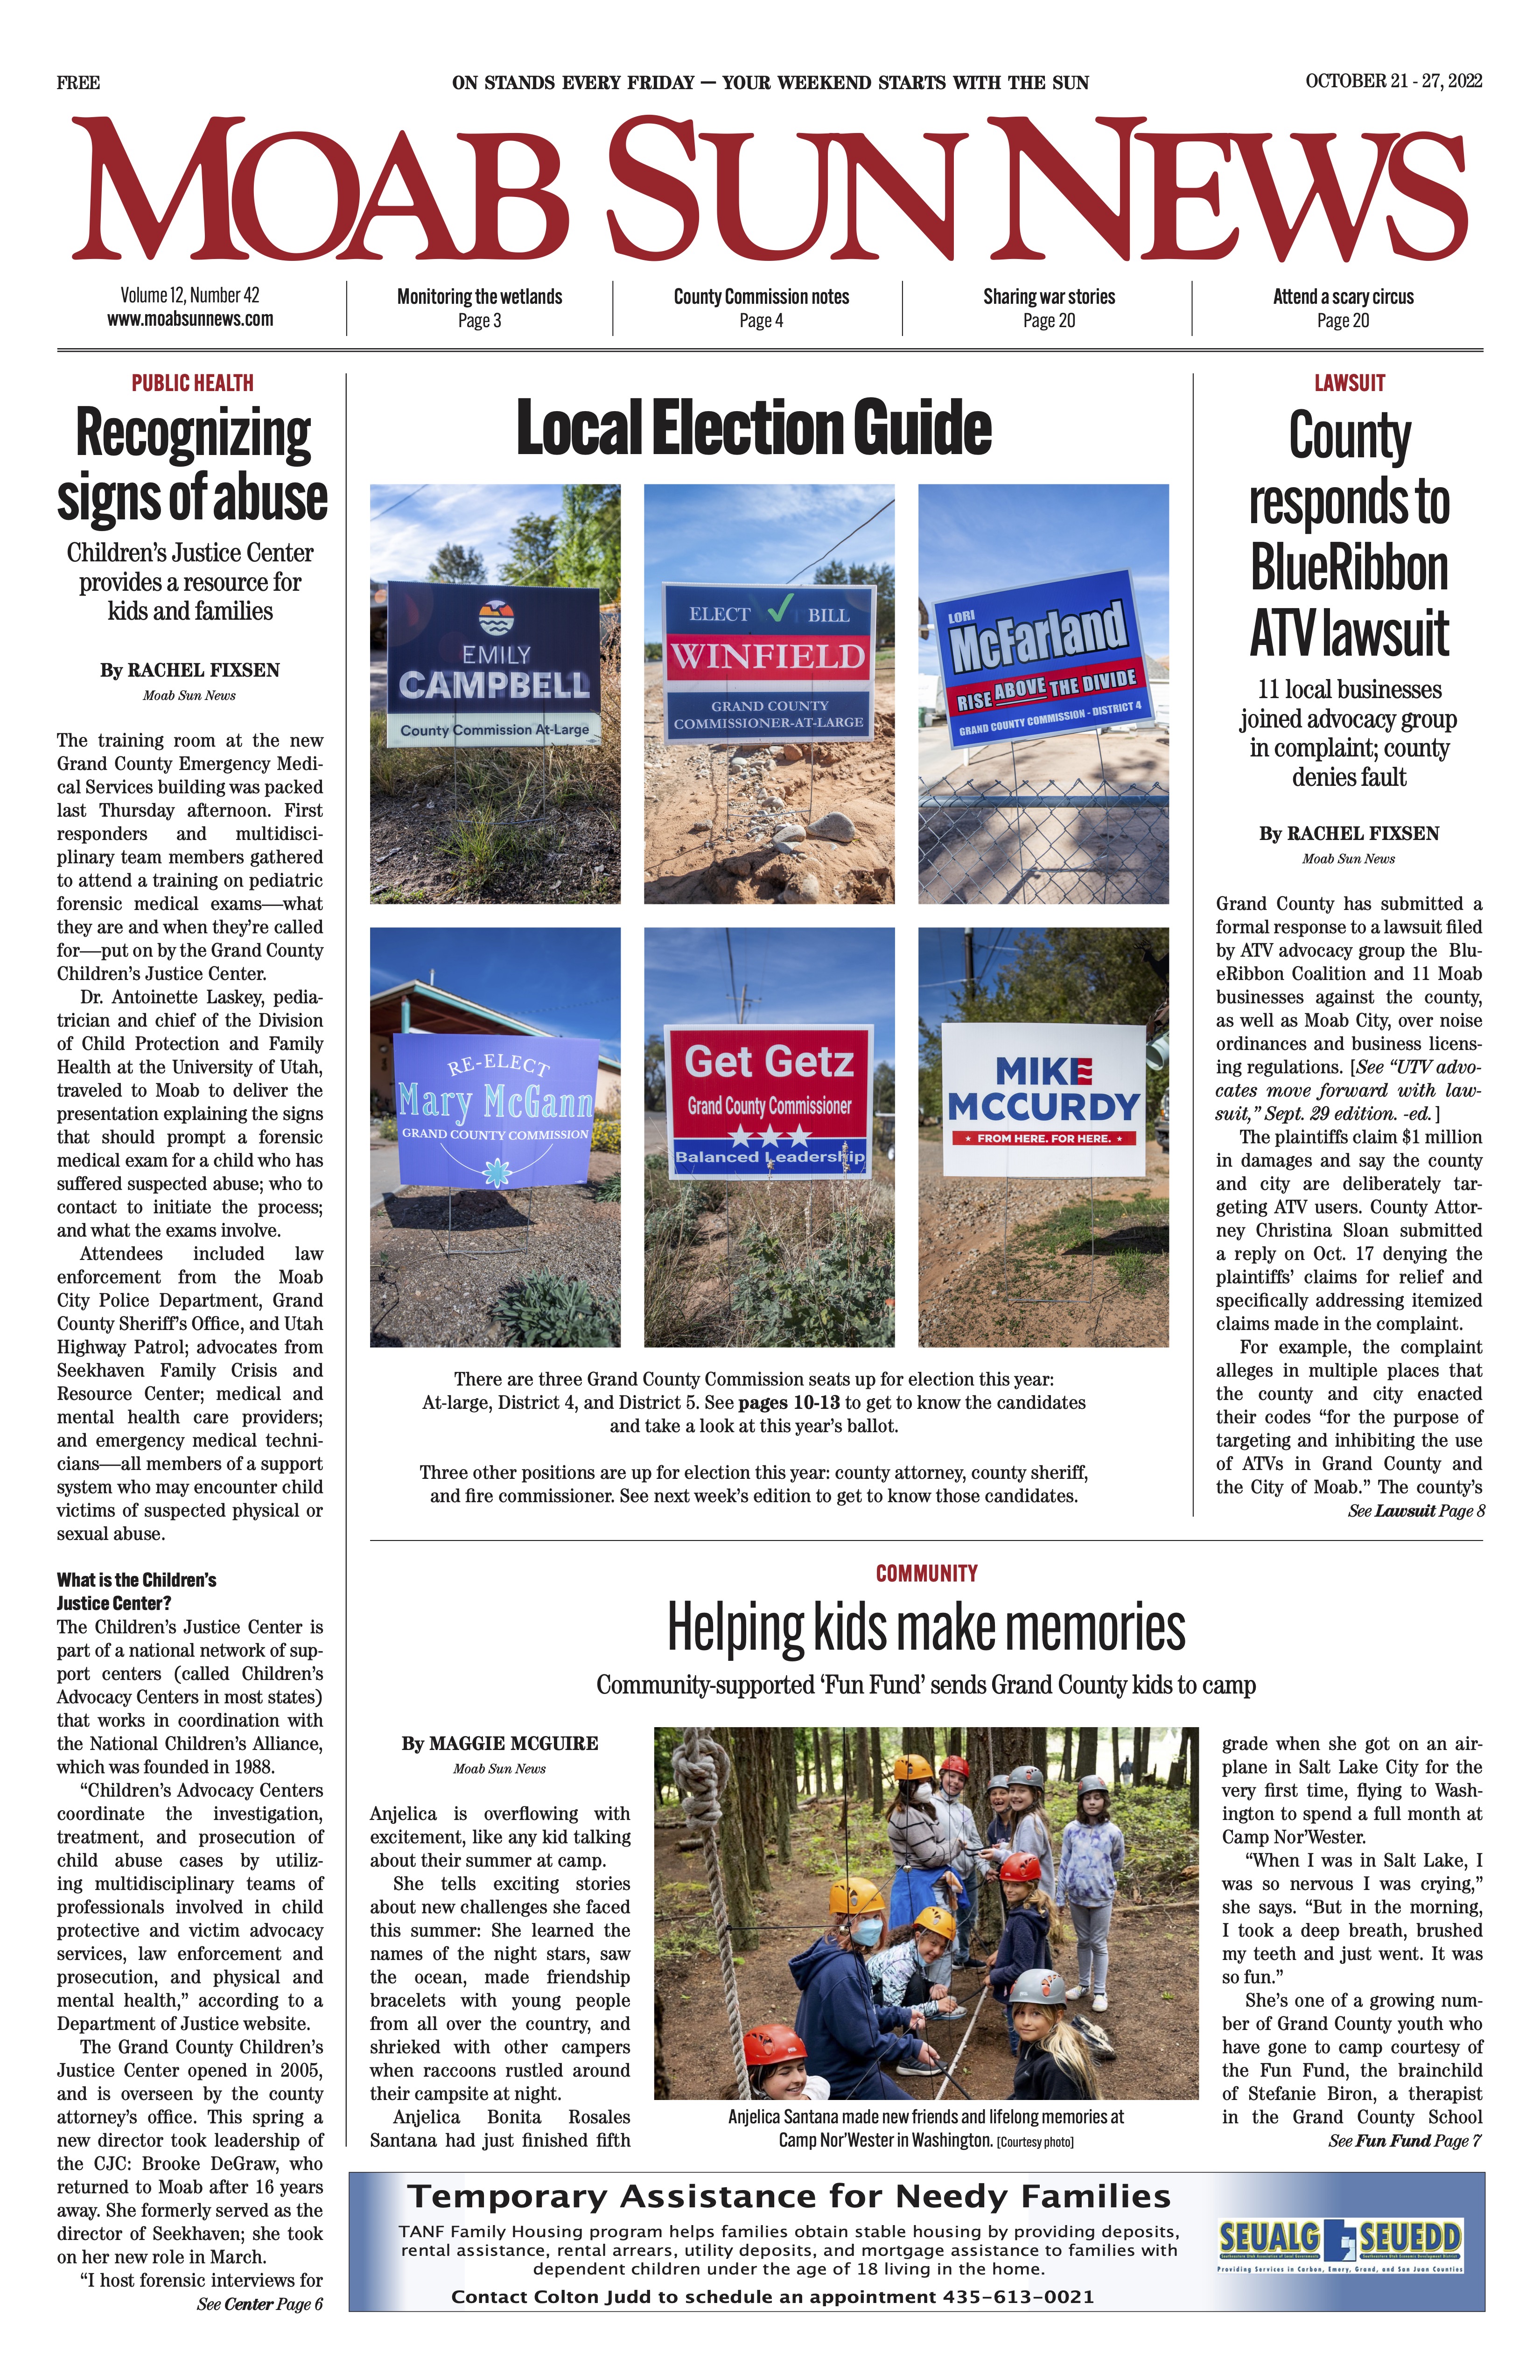 FREE
ON STANDS EVERY FRIDAY — YOUR WEEKEND STARTS WITH THE SUN
OCTOBER 21 - 27, 2022
MOAB SUN NEWS
Volume 12, Number 42
www.moabsunnews.com
Monitoring the wetlands
Page 3
County Commission notes
Page 4
Sharing war stories
Page 20
Attend a scary circus
Page 20
PUBLIC HEALTH
Recognizing
signs of abuse
Children's Justice Center
provides a resource for
kids and families
By RACHEL FIXSEN
Moab Sun News
The training room at the new
Grand County Emergency Medi-
cal Services building was packed
last Thursday afternoon. First
responders and multidisci-
plinary team members gathered
to attend a training on pediatric
forensic medical exams—what
they are and when they're called
for—put on by the Grand County
Children's Justice Center.
Dr. Antoinette Laskey, pedia-
trician and chief of the Division
of Child Protection and Family
Health at the University of Utah,
traveled to Moab to deliver the
presentation explaining the signs
that should prompt a forensic
medical exam for a child who has
suffered suspected abuse; who to
contact to initiate the process;
and what the exams involve.
Attendees included law
enforcement from the Moab
City Police Department, Grand
County Sheriff's Office, and Utah
Highway Patrol; advocates from
Seekhaven Family Crisis and
Resource Center; medical and
mental health care providers;
and emergency medical techni-
cians—all members of a support
system who may encounter child
victims of suspected physical or
sexual abuse.
What is the Children's
Justice Center?
The Children's Justice Center is
part of a national network of sup-
port centers (called Children's
Advocacy Centers in most states)
that works in coordination with
the National Children's Alliance,
which was founded in 1988.
"Children's Advocacy Centers
coordinate the investigation,
treatment, and prosecution of
child abuse cases by utiliz-
ing multidisciplinary teams of
professionals involved in child
protective and victim advocacy
services, law enforcement and
prosecution, and physical and
mental health," according to a
Department of Justice website.
The Grand County Children's
Justice Center opened in 2005,
and is overseen by the county
attorney's office. This spring a
new director took leadership of
the CJC: Brooke DeGraw, who
returned to Moab after 16 years
away. She formerly served as the
director of Seekhaven; she took
on her new role in March.
"I host forensic interviews for
See Center Page 6
Local Election Guide
EMILY
CAMPBELL
County Commission At-Large
ELECT BILL
WINFIELD
GRAND COUNTY
COMMISSIONER-AT-LARGE
LORI
McFarland
RISE ABOVE THE DIVIDE
GRAND COUNTY COMMISSION - DISTRICT 4
RE-ELECT
Mary McGann
GRAND COUNTY COMMISSION
Get Getz
Grand County Commissioner
Balanced Leadership
MIKE
MCCURDY
FROM HERE. FOR HERE.
There are three Grand County Commission seats up for election this year:
At-large, District 4, and District 5. See pages 10-13 to get to know the candidates
and take a look at this year's ballot.
Three other positions are up for election this year: county attorney, county sheriff,
and fire commissioner. See next week's edition to get to know those candidates.
LAWSUIT
County
responds to
BlueRibbon
ATV lawsuit
11 local businesses
joined advocacy group
in complaint; county
denies fault
By RACHEL FIXSEN
Moab Sun News
Grand County has submitted a
formal response to a lawsuit filed
by ATV advocacy group the Blu-
eRibbon Coalition and 11 Moab
businesses against the county,
as well as Moab City, over noise
ordinances and business licens-
ing regulations. [See "UTV advo-
cates move forward with law-
suit," Sept. 29 edition. -ed. ]
The plaintiffs claim $1 million
in damages and say the county
and city are deliberately tar-
geting ATV users. County Attor-
ney Christina Sloan submitted
a reply on Oct. 17 denying the
plaintiffs' claims for relief and
specifically addressing itemized
claims made in the complaint.
For example, the complaint
alleges in multiple places that
the county and city enacted
their codes "for the purpose of
targeting and inhibiting the use
of ATVs in Grand County and
the City of Moab." The county's
See Lawsuit Page 8
COMMUNITY
Helping kids make memories
Community-supported 'Fun Fund' sends Grand County kids to camp
By MAGGIE MCGUIRE
Moab Sun News
Anjelica is overflowing with
excitement, like any kid talking
about their summer at camp.
She tells exciting stories
about new challenges she faced
this summer: She learned the
names of the night stars, saw
the ocean, made friendship
bracelets with young people
from all over the country, and
shrieked with other campers
when raccoons rustled around
their campsite at night.
Anjelica Bonita Rosales
Santana had just finished fifth
Anjelica Santana made new friends and lifelong memories at
Camp Nor'Wester in Washington. [Courtesy photo]
grade when she got on an air-
plane in Salt Lake City for the
very first time, flying to Wash-
ington to spend a full month at
Camp Nor'Wester.
"When I was in Salt Lake, I
was so nervous I was crying,"
she says. "But in the morning,
I took a deep breath, brushed
my teeth and just went. It was
so fun."
She's one of a growing num-
ber of Grand County youth who
have gone to camp courtesy of
the Fun Fund, the brainchild
of Stefanie Biron, a therapist
in the Grand County School
See Fun Fund Page 7
Temporary Assistance for Needy Families
TANF Family Housing program helps families obtain stable housing by providing deposits,
rental assistance, rental arrears, utility deposits, and mortgage assistance to families with
dependent children under the age of 18 living in the home.
Contact Colton Judd to schedule an appointment 435-613-0021
SEUALG SEUEDD
Southeastern Utah Association of Local Governments
Southeastern Utah Economic Development District
Providing Services in Carbon, Emery, Grand, and San Juan Counties